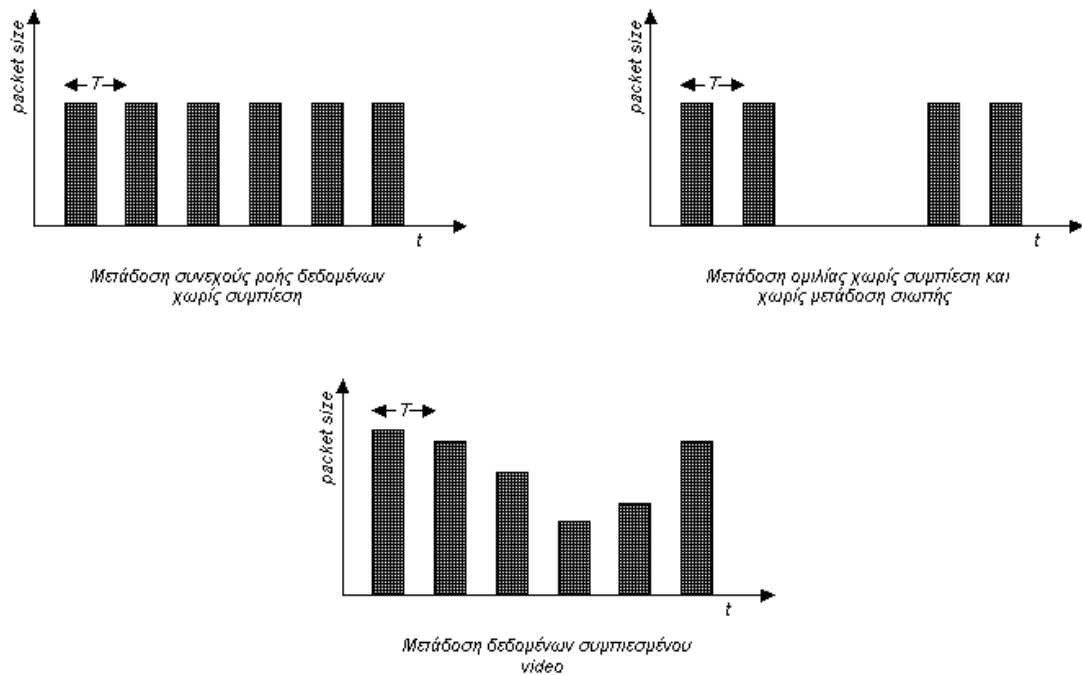 packet size
T
t
Μετάδοση συνεχούς ροής δεδομένων
χωρίς συμπίεση
packet size
T
t
Μετάδοση ομιλίας χωρίς συμπίεση και
χωρίς μετάδοση σιωπής
packet size
T
t
Μετάδοση δεδομένων συμπιεσμένου
video